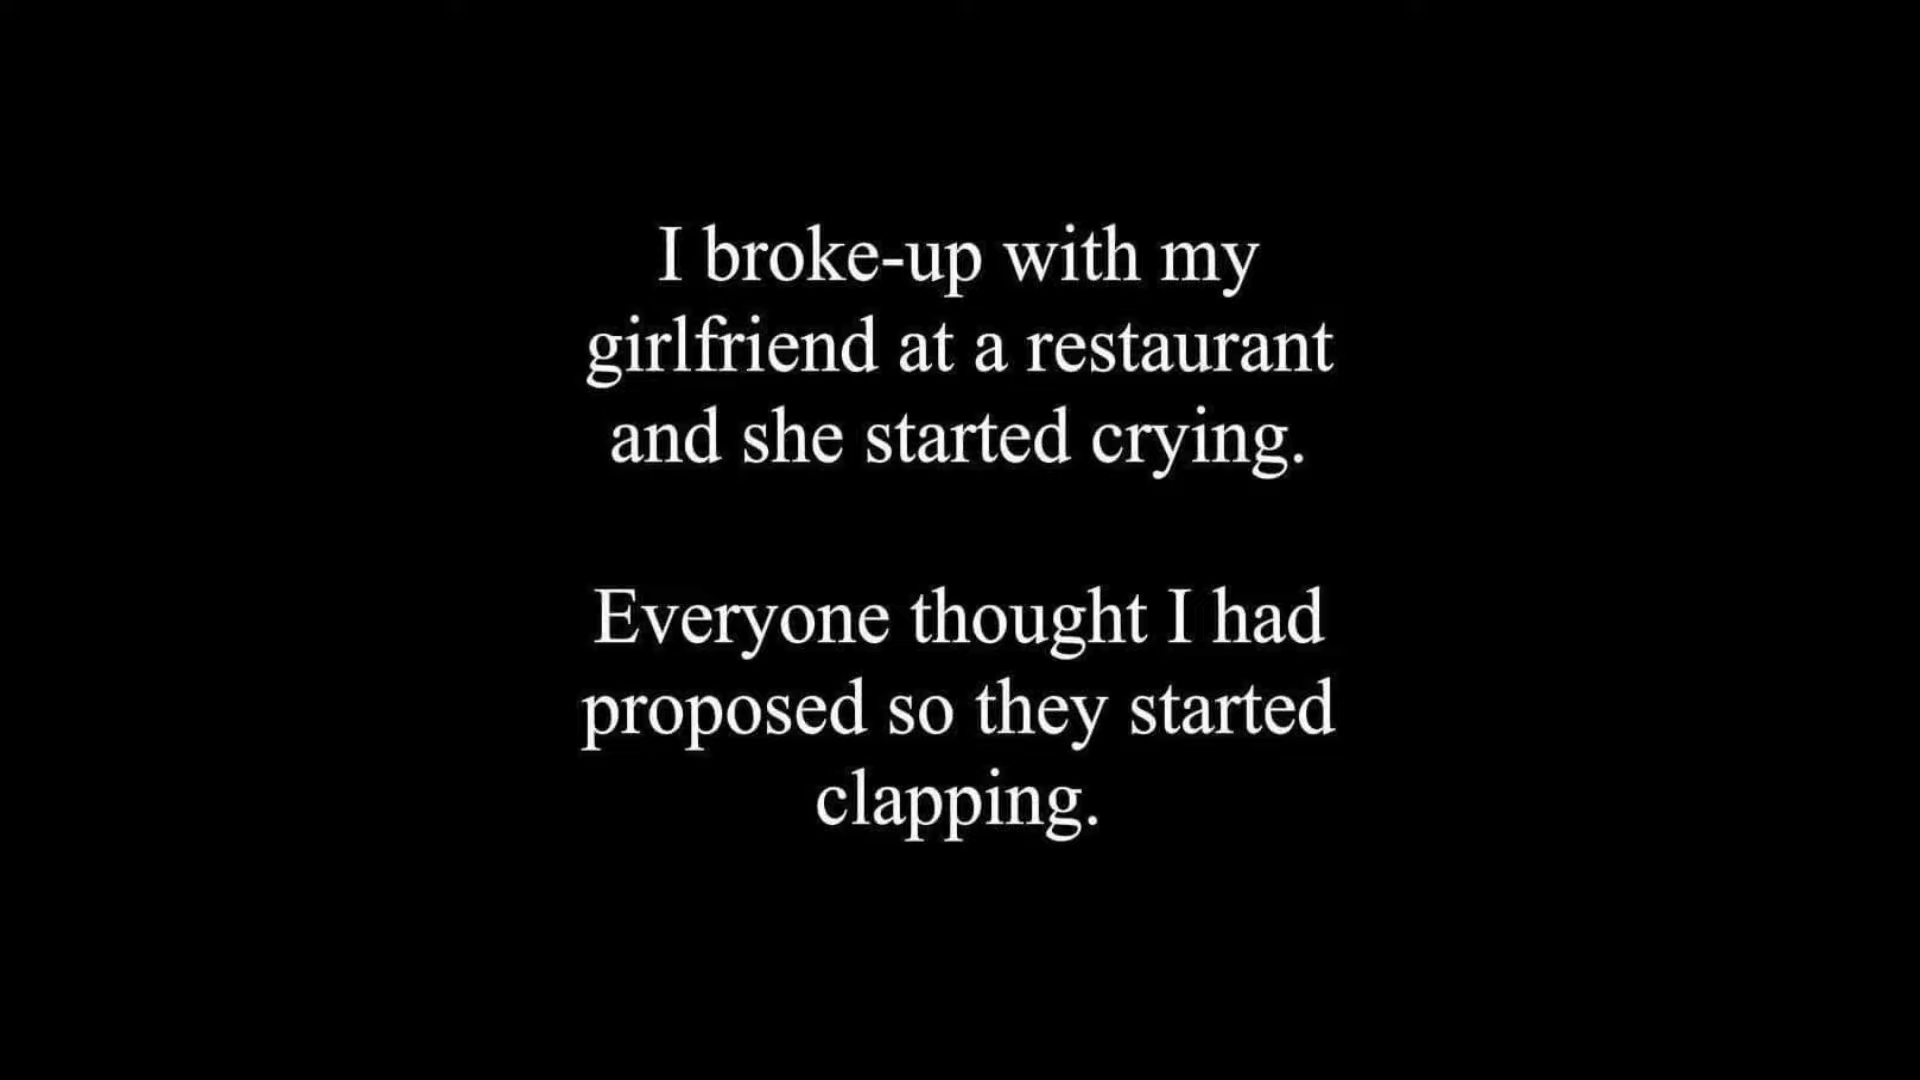 I broke-up with my
girlfriend at a restaurant
and she started crying.
Everyone thought I had
proposed so they started
clapping.